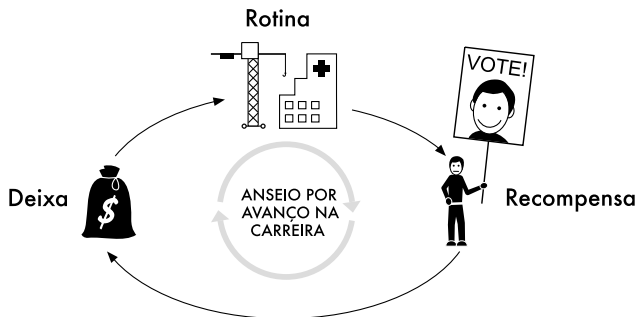 Rotina
VOTE!
Deixa
$
ANSEIO POR
AVANÇO NA
CARREIRA
Recompensa